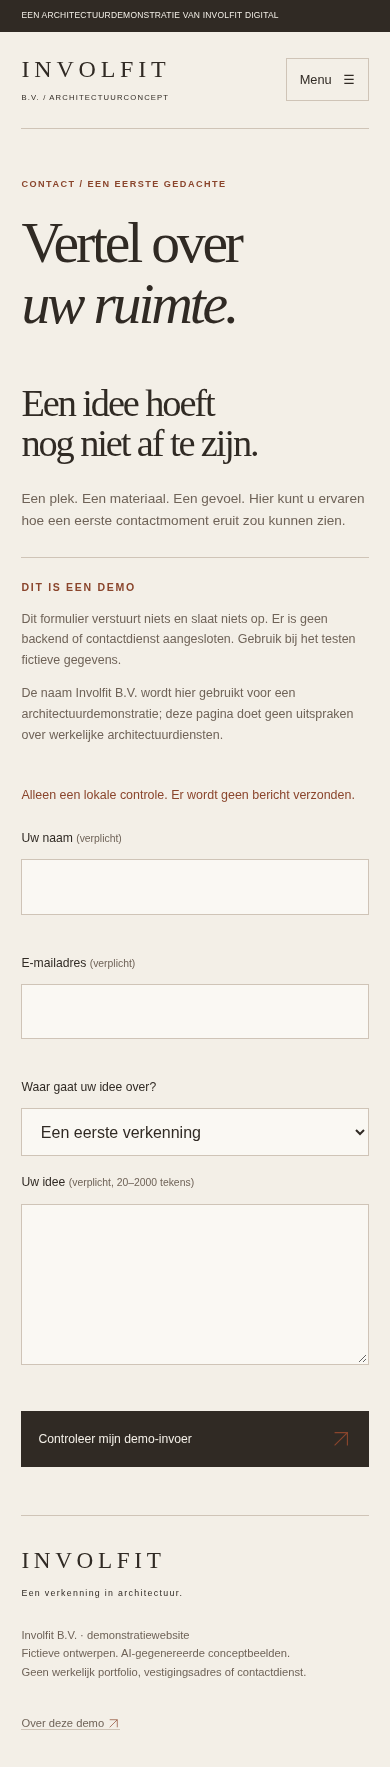 EEN ARCHITECTUURDEMONSTRATIE VAN INVOLFIT DIGITAL
INVOLFIT
B.V. / ARCHITECTUURCONCEPT
Menu ☰
CONTACT / EEN EERSTE GEDACHTE
Vertel over
uw ruimte.
Een idee hoeft
nog niet af te zijn.
Een plek. Een materiaal. Een gevoel. Hier kunt u ervaren
hoe een eerste contactmoment eruit zou kunnen zien.
DIT IS EEN DEMO
Dit formulier verstuurt niets en slaat niets op. Er is geen
backend of contactdienst aangesloten. Gebruik bij het testen
fictieve gegevens.
De naam Involfit B.V. wordt hier gebruikt voor een
architectuurdemonstratie; deze pagina doet geen uitspraken
over werkelijke architectuurdiensten.
Alleen een lokale controle. Er wordt geen bericht verzonden.
Uw naam (verplicht)
E-mailadres (verplicht)
Waar gaat uw idee over?
Een eerste verkenning
Uw idee (verplicht, 20–2000 tekens)
Controleer mijn demo-invoer
INVOLFIT
Een verkenning in architectuur.
Involfit B.V. · demonstratiewebsite
Fictieve ontwerpen. AI-gegenereerde conceptbeelden.
Geen werkelijk portfolio, vestigingsadres of contactdienst.
Over deze demo